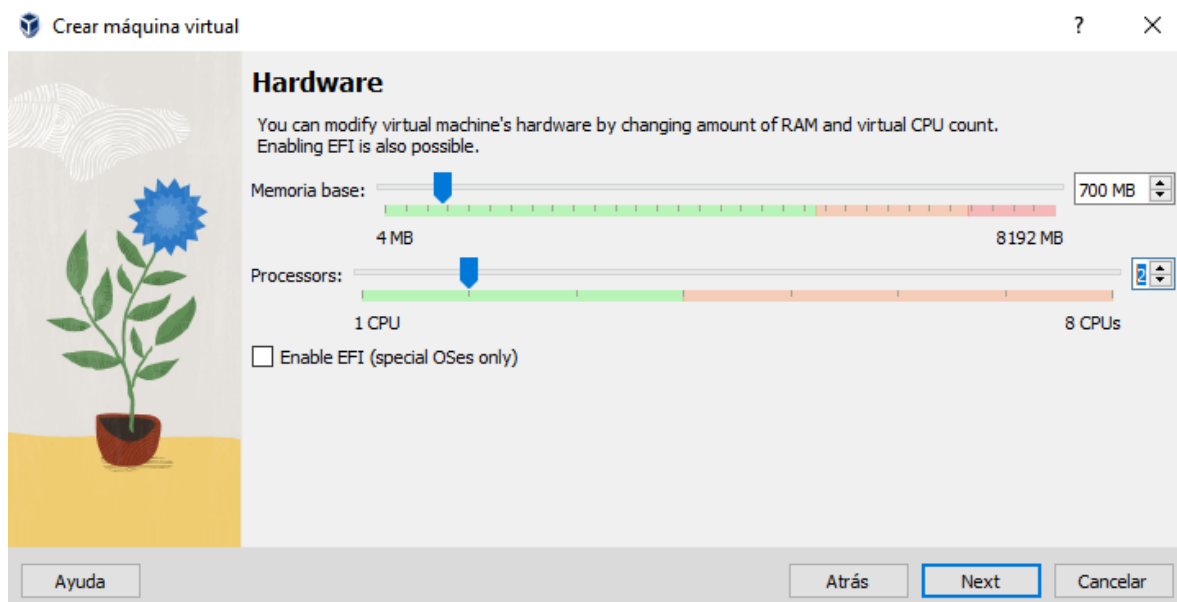 Crear máquina virtual
?
Hardware
You can modify virtual machine's hardware by changing amount of RAM and virtual CPU count.
Enabling EFI is also possible.
Memoria base:
700 MB
4 MB
8192 MB
Processors:
2
1 CPU
8 CPUs
Enable EFI (special OSes only)
Ayuda
Atrás
Next
Cancelar